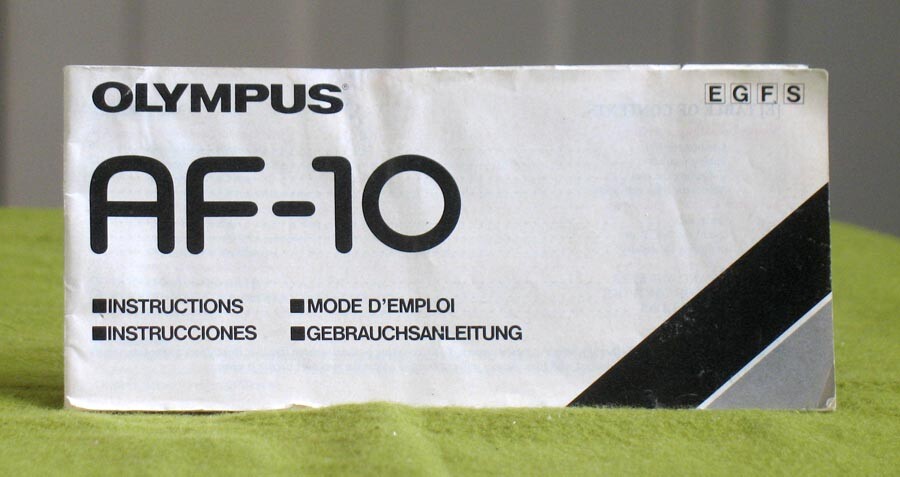 OLYMPUS®
E G F S
AF-10
■INSTRUCTIONS ■MODE D'EMPLOI
■INSTRUCCIONES ■GEBRAUCHSANLEITUNG